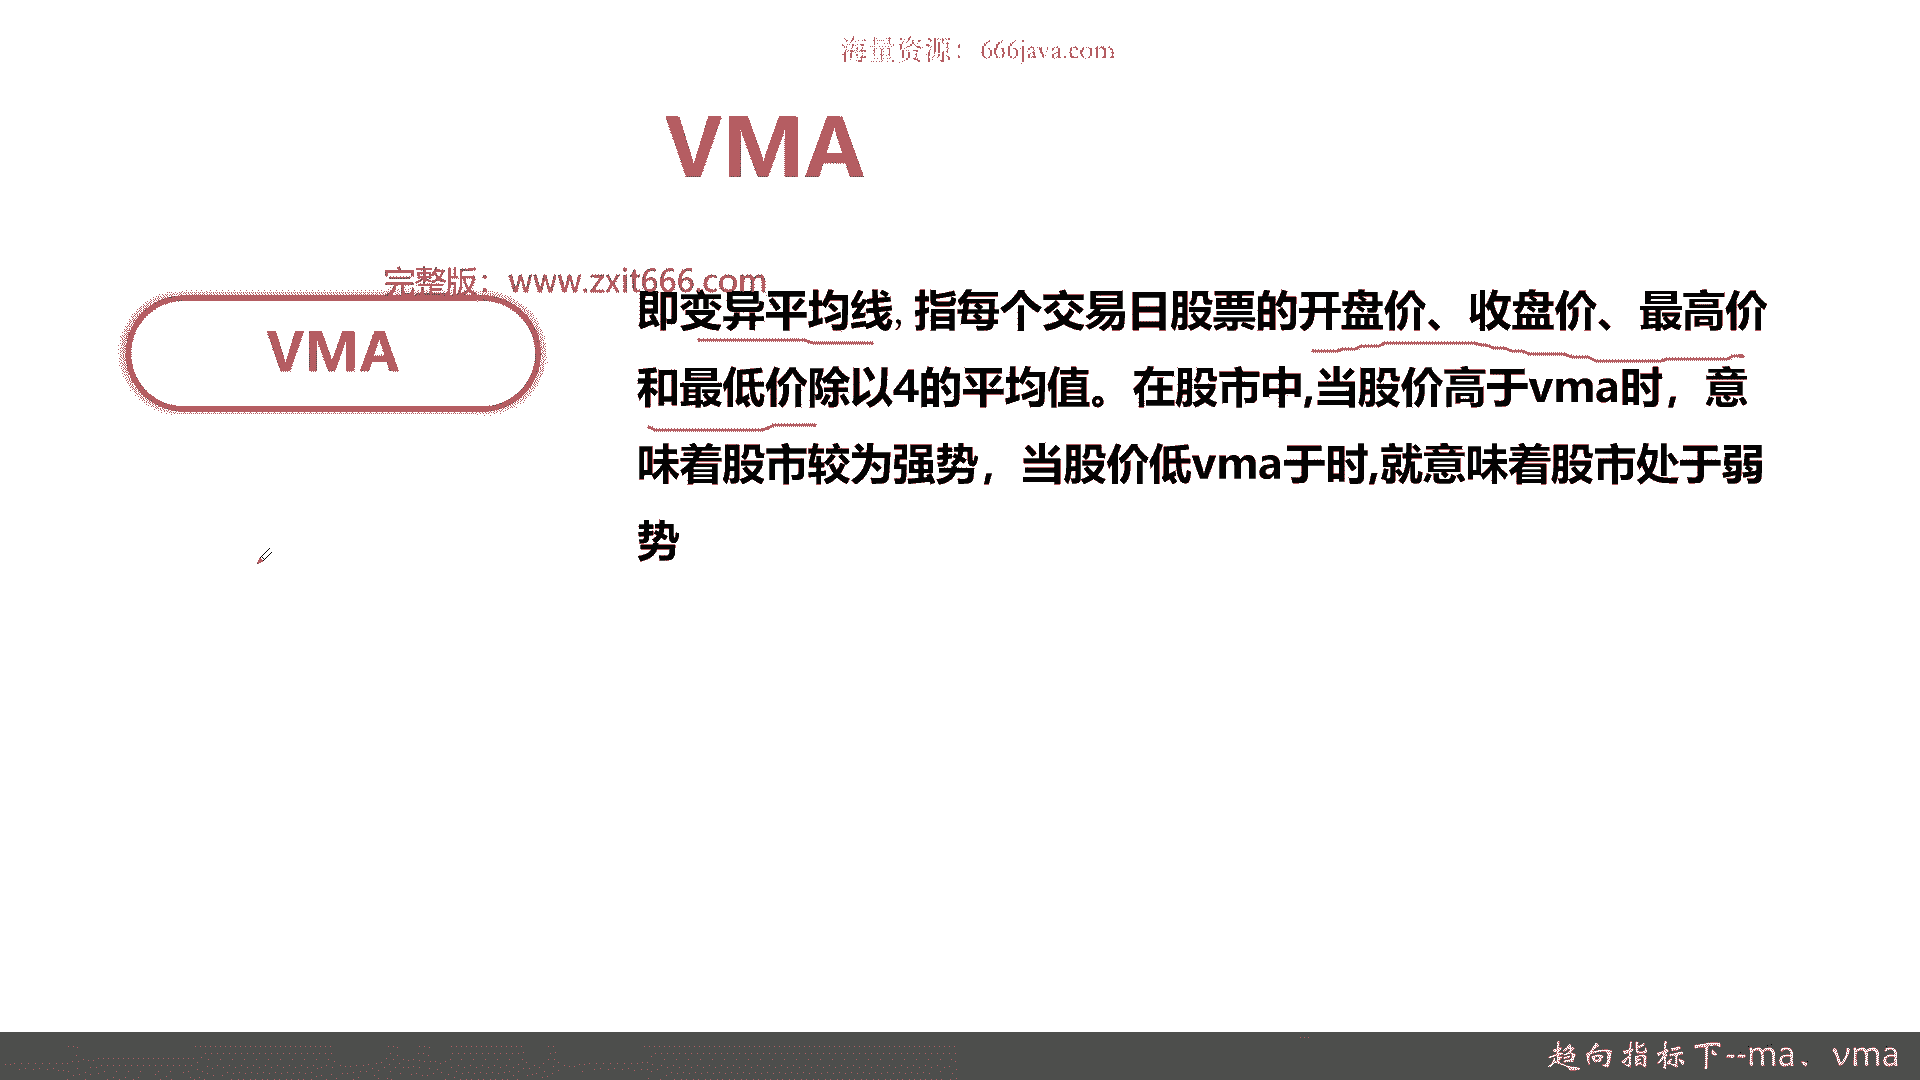 海量资源：666java.com
VMA
完整版：www.zxit666.com
VMA
即变异平均线, 指每个交易日股票的开盘价、收盘价、最高价
和最低价除以4的平均值。在股市中,当股价高于vma时，意
味着股市较为强势，当股价低vma于时,就意味着股市处于弱
势
趋向指标下--ma、vma